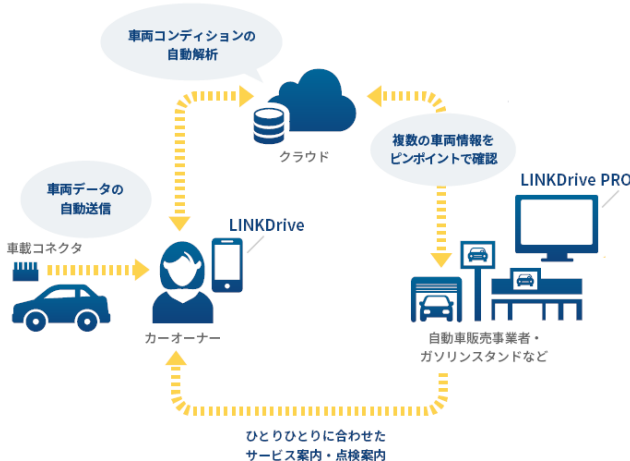 車両コンディションの
自動解析
クラウド
複数の車両情報を
ピンポイントで確認
車両データの
自動送信
LINKDrive PRO
LINKDrive
車載コネクタ
カーオーナー
自動車販売事業者・
ガソリンスタンドなど
ひとりひとりに合わせた
サービス案内・点検案内